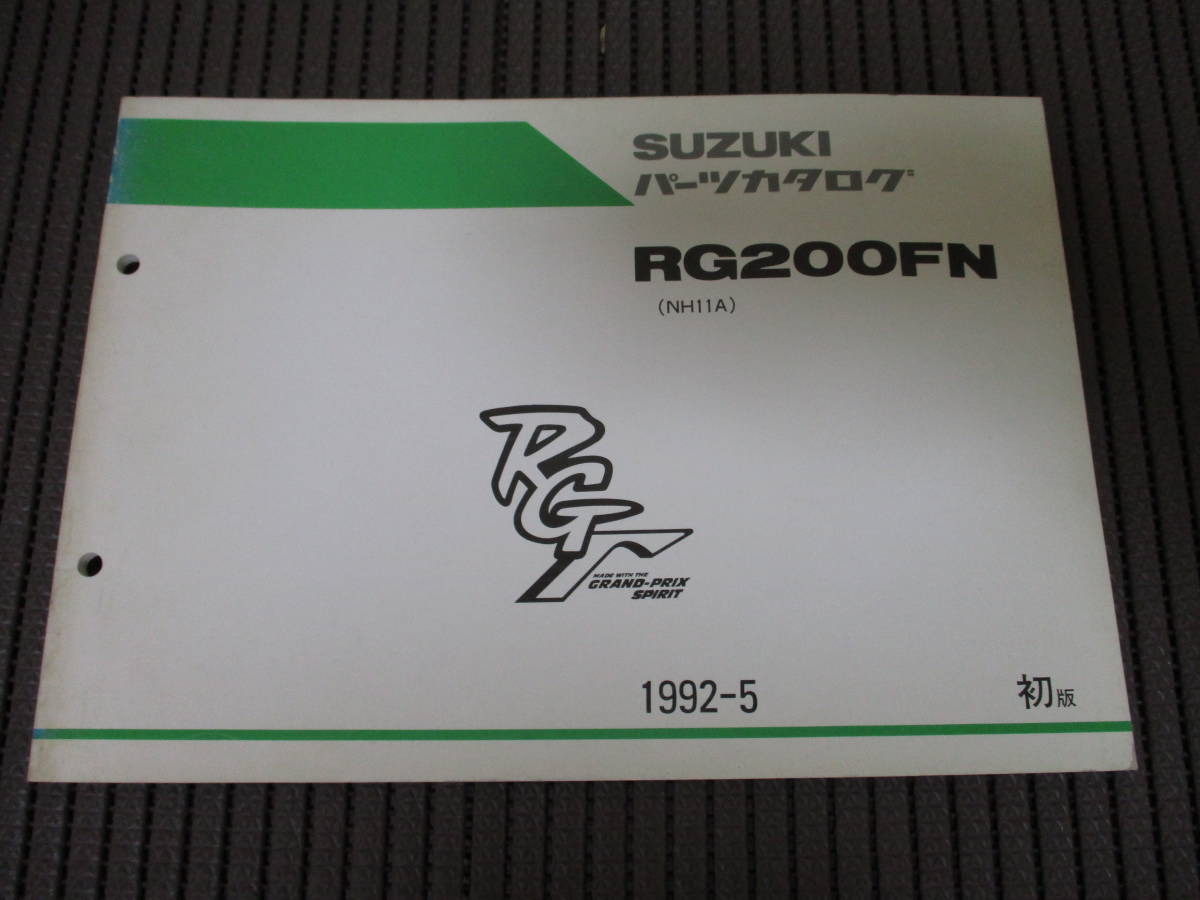 SUZUKI
パーツカタログ
RG200FN
(NH11A)
RGΓ
MADE WITH THE
GRAND-PRIX
SPIRIT
1992-5
初版